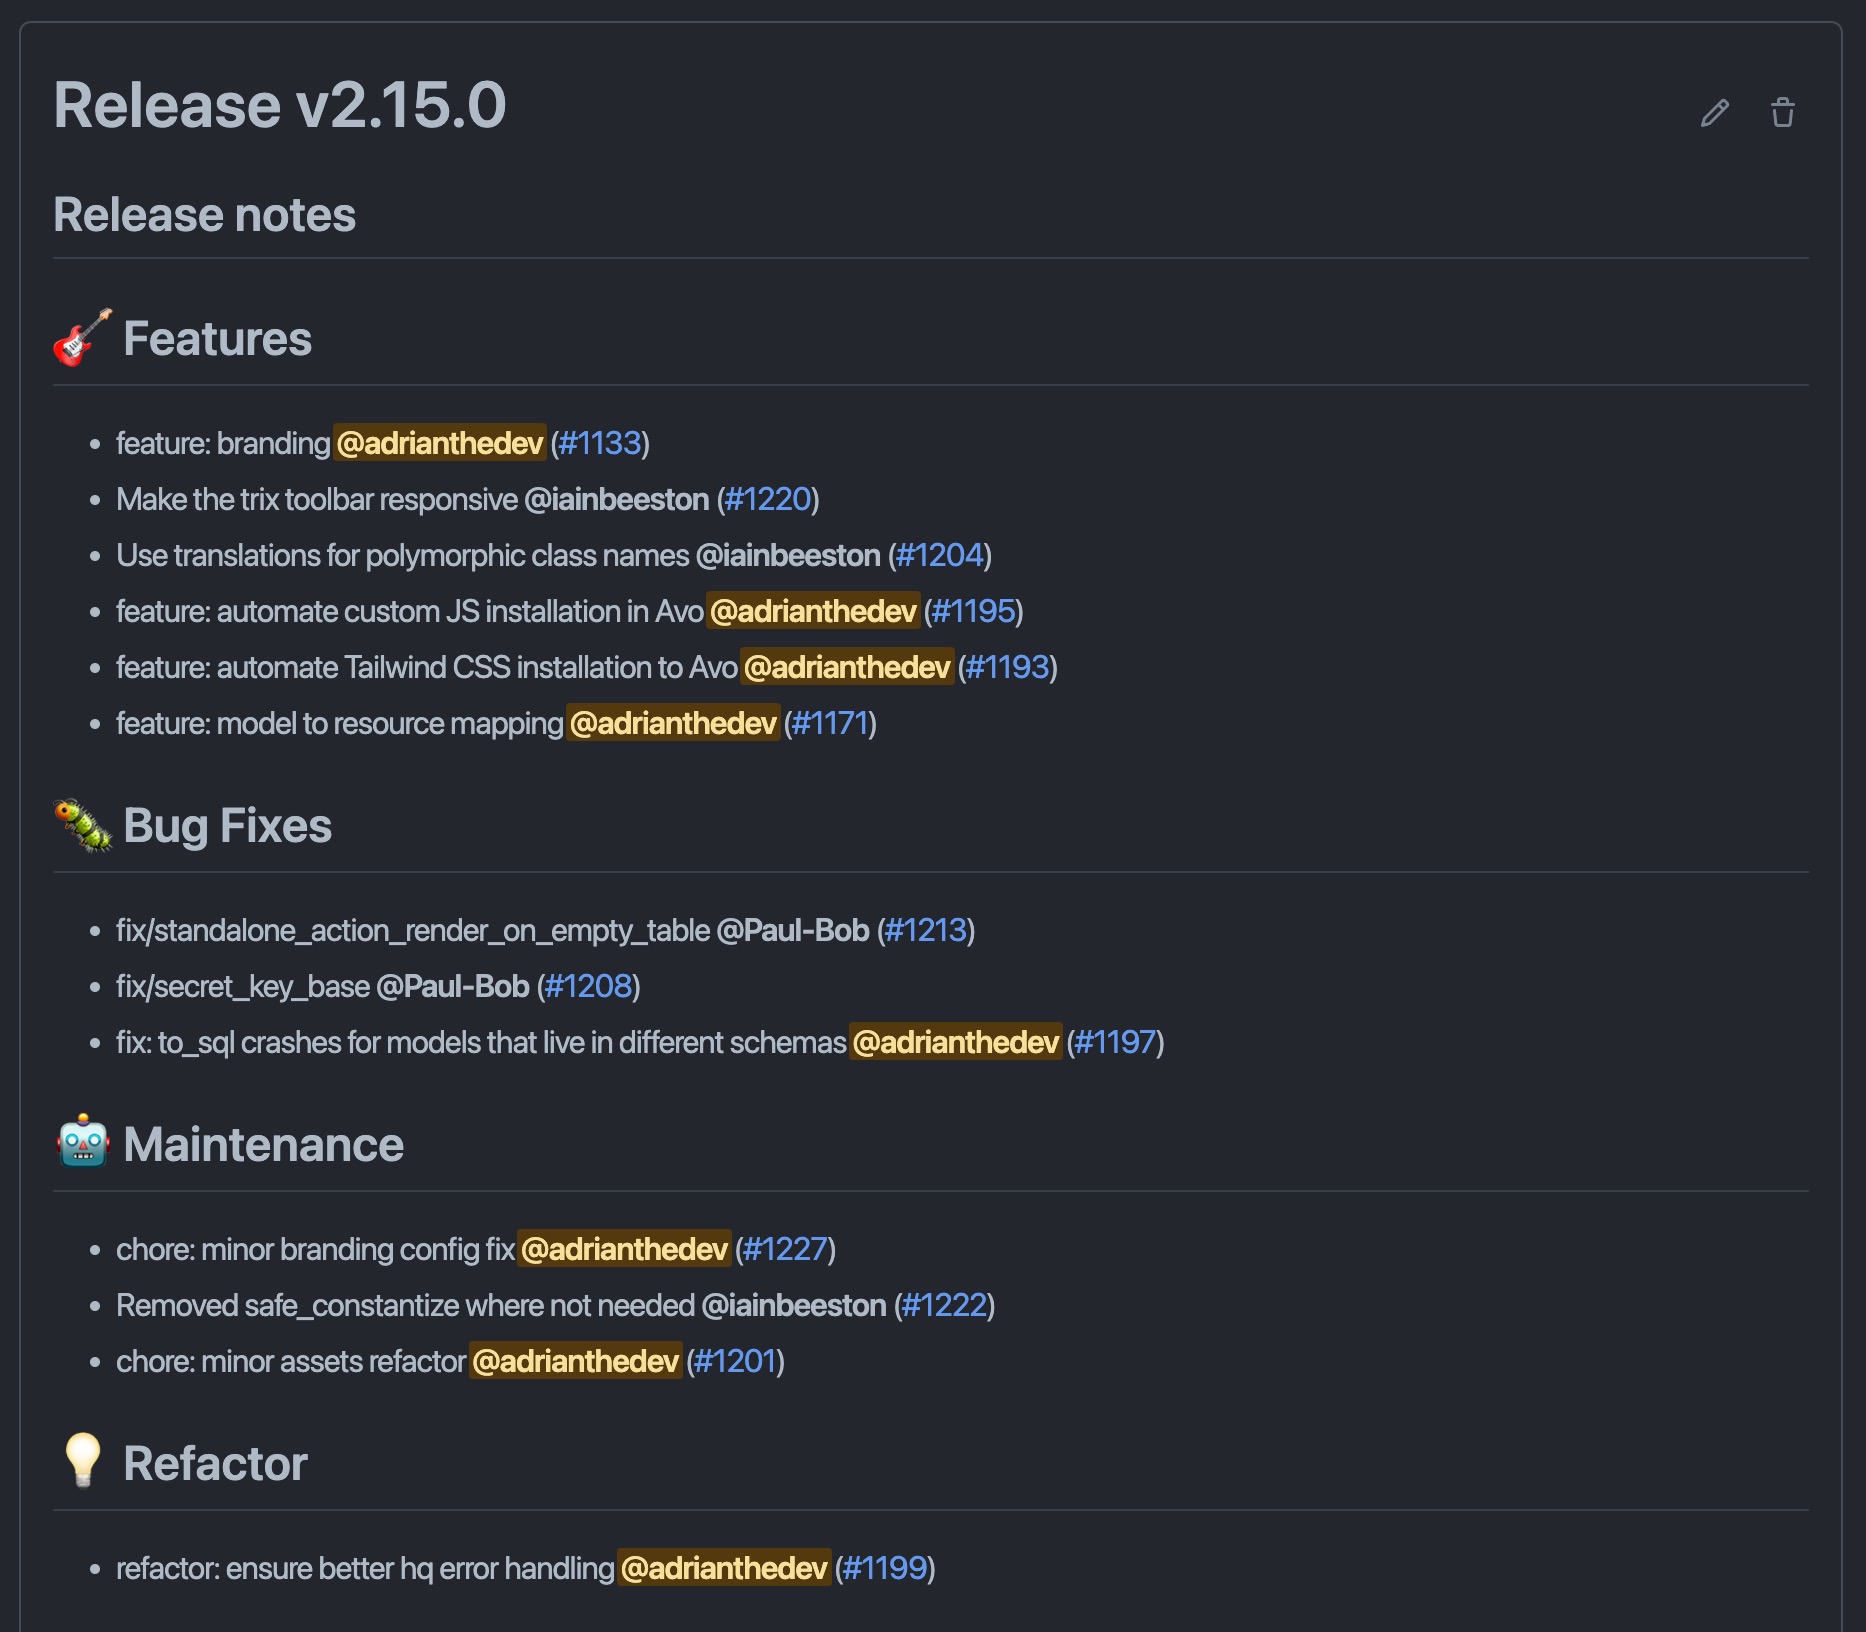 Release v2.15.0
Release notes
Features
feature: branding @adrianthedev (#1133)
Make the trix toolbar responsive @iainbeeston (#1220)
Use translations for polymorphic class names @iainbeeston (#1204)
feature: automate custom JS installation in Avo @adrianthedev (#1195)
feature: automate Tailwind CSS installation to Avo @adrianthedev (#1193)
feature: model to resource mapping @adrianthedev (#1171)
Bug Fixes
fix/standalone_action_render_on_empty_table @Paul-Bob (#1213)
fix/secret_key_base @Paul-Bob (#1208)
fix: to_sql crashes for models that live in different schemas @adrianthedev (#1197)
Maintenance
chore: minor branding config fix @adrianthedev (#1227)
Removed safe_constantize where not needed @iainbeeston (#1222)
chore: minor assets refactor @adrianthedev (#1201)
Refactor
refactor: ensure better hq error handling @adrianthedev (#1199)